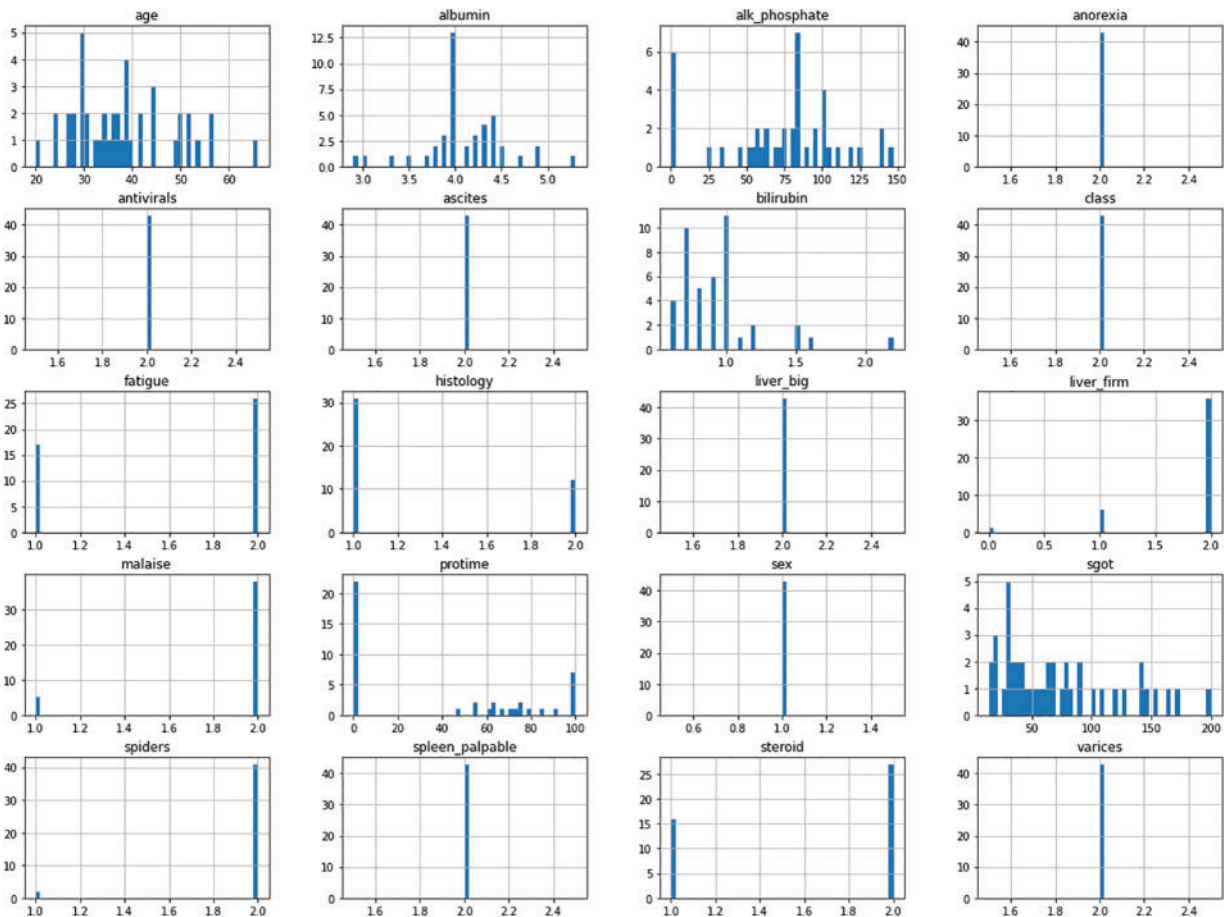 age albumin alk_phosphate anorexia
5 4 3 2 1 0 20 30 40 50 60
12.5 10.0 7.5 5.0 2.5 0.0 3.0 4.0 5.0
6 4 2 0 0 25 50 75 100 125 150
40 30 20 10 0 1.6 1.8 2.0 2.2 2.4
antivirals ascites bilirubin class
40 30 20 10 0 1.6 1.8 2.0 2.2 2.4
40 30 20 10 0 1.6 1.8 2.0 2.2 2.4
10 8 6 4 2 0 1.0 1.5 2.0
40 30 20 10 0 1.6 1.8 2.0 2.2 2.4
fatigue histology liver_big liver_firm
25 20 15 10 5 0 1.0 1.2 1.4 1.6 1.8 2.0
30 20 10 0 1.0 1.2 1.4 1.6 1.8 2.0
40 30 20 10 0 1.6 1.8 2.0 2.2 2.4
30 20 10 0 0.0 0.5 1.0 1.5 2.0
malaise protime sex sgot
30 20 10 0 1.0 1.2 1.4 1.6 1.8 2.0
20 15 10 5 0 0 20 40 60 80 100
40 30 20 10 0 0.6 0.8 1.0 1.2 1.4
5 4 3 2 1 0 50 100 150 200
spiders spleen_palpable steroid varices
40 30 20 10 0 1.0 1.2 1.4 1.6 1.8 2.0
40 30 20 10 0 1.6 1.8 2.0 2.2 2.4
25 20 15 10 5 0 1.0 1.2 1.4 1.6 1.8 2.0
40 30 20 10 0 1.6 1.8 2.0 2.2 2.4